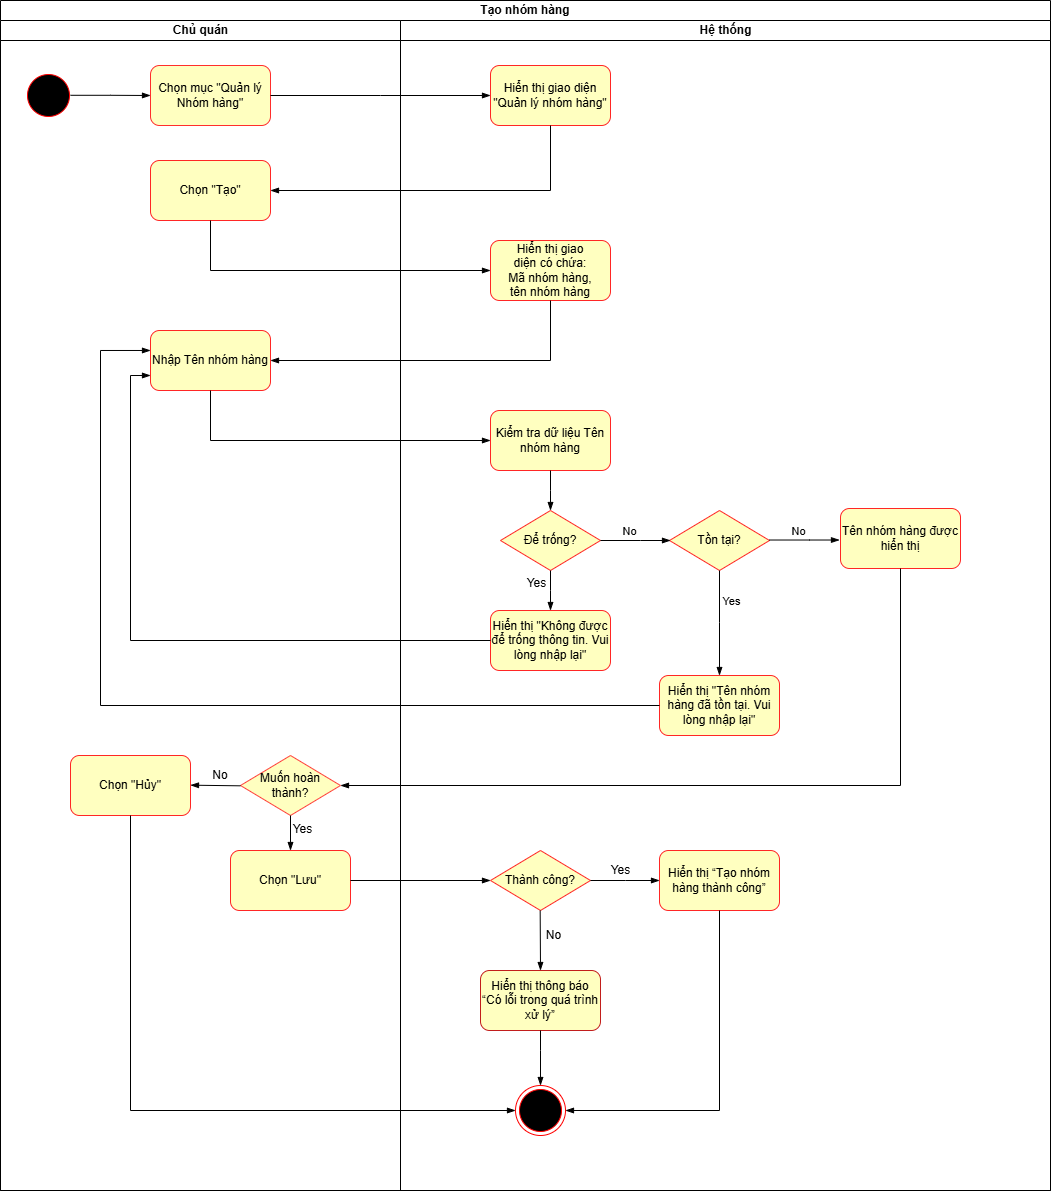 Tạo nhóm hàng
Chủ quán
Hệ thống
Chọn mục "Quản lý
Nhóm hàng"
Hiển thị giao diện
"Quản lý nhóm hàng"
Chọn "Tạo"
Hiển thị giao
diện có chứa:
Mã nhóm hàng,
tên nhóm hàng
Nhập Tên nhóm hàng
Kiểm tra dữ liệu Tên
nhóm hàng
Để trống?
No
Tồn tại?
No
Tên nhóm hàng được
hiển thị
Yes
Yes
Hiển thị "Không được
để trống thông tin. Vui
lòng nhập lại"
Hiển thị "Tên nhóm
hàng đã tồn tại. Vui
lòng nhập lại"
Chọn "Hủy"
No
Muốn hoàn
thành?
Yes
Chọn "Lưu"
Thành công?
Yes
Hiển thị “Tạo nhóm
hàng thành công”
No
Hiển thị thông báo
“Có lỗi trong quá trình
xử lý”